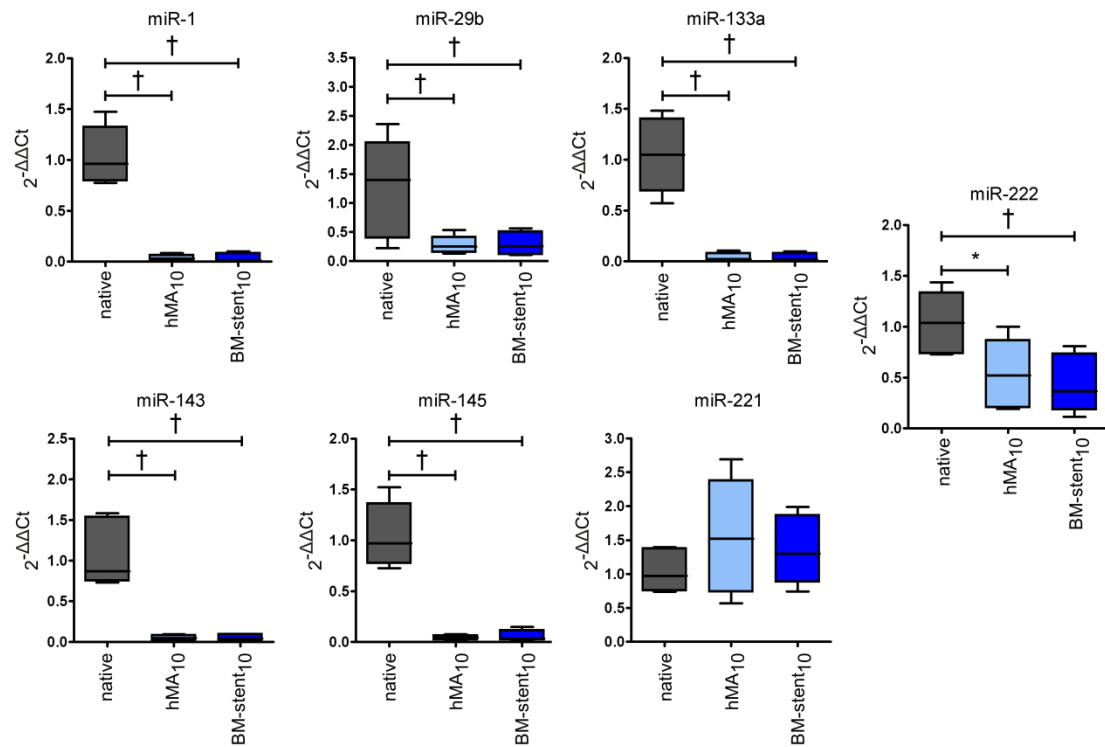 miR-1
†
†
2.0
1.5
1.0
0.5
0.0
2-ΔΔCt
native
hMA10
BM-stent10
miR-29b
†
†
3.5
3.0
2.5
2.0
1.5
1.0
0.5
0.0
2-ΔΔCt
native
hMA10
BM-stent10
miR-133a
†
†
2.0
1.5
1.0
0.5
0.0
2-ΔΔCt
native
hMA10
BM-stent10
miR-222
†
*
2.0
1.5
1.0
0.5
0.0
2-ΔΔCt
native
hMA10
BM-stent10
miR-143
†
†
2.5
2.0
1.5
1.0
0.5
0.0
2-ΔΔCt
native
hMA10
BM-stent10
miR-145
†
†
2.0
1.5
1.0
0.5
0.0
2-ΔΔCt
native
hMA10
BM-stent10
miR-221
3.0
2.5
2.0
1.5
1.0
0.5
0.0
2-ΔΔCt
native
hMA10
BM-stent10